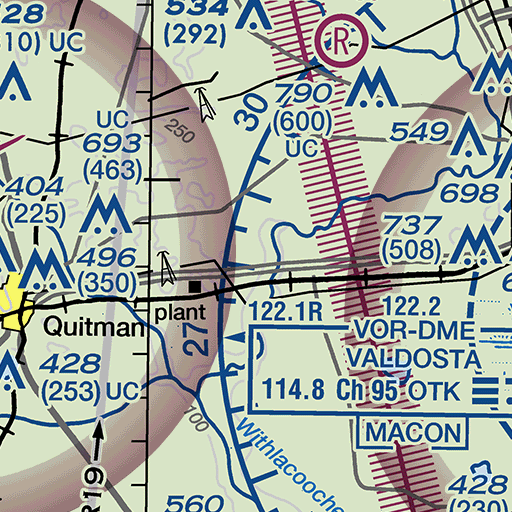 428
(310) UC
534
(292)
R
30
790
(600)
UC
UC
693
(463)
250
549
404
(225)
698
737
(508)
496
(350)
122.1R
122.2
plant
Quitman
27
VOR-DME
VALDOSTA
114.8 Ch 95 OTK
MACON
428
(253) UC
100
Withlacoochee
R19
560
428
(230)